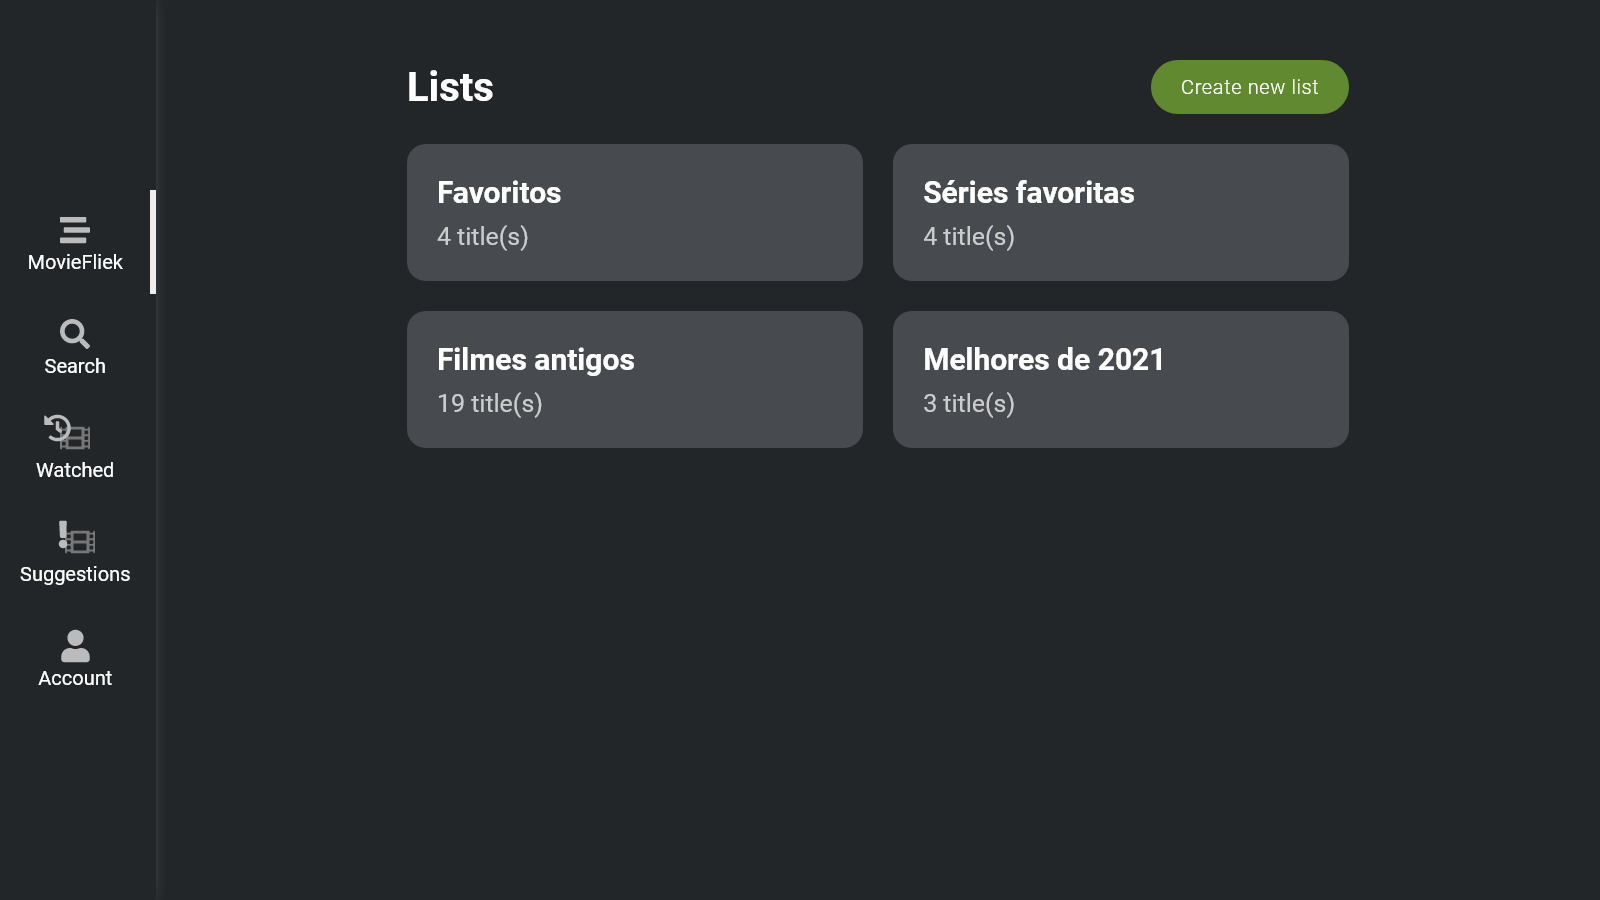 MovieFliek
Search
Watched
Suggestions
Account
Lists
Create new list
Favoritos
4 title(s)
Séries favoritas
4 title(s)
Filmes antigos
19 title(s)
Melhores de 2021
3 title(s)